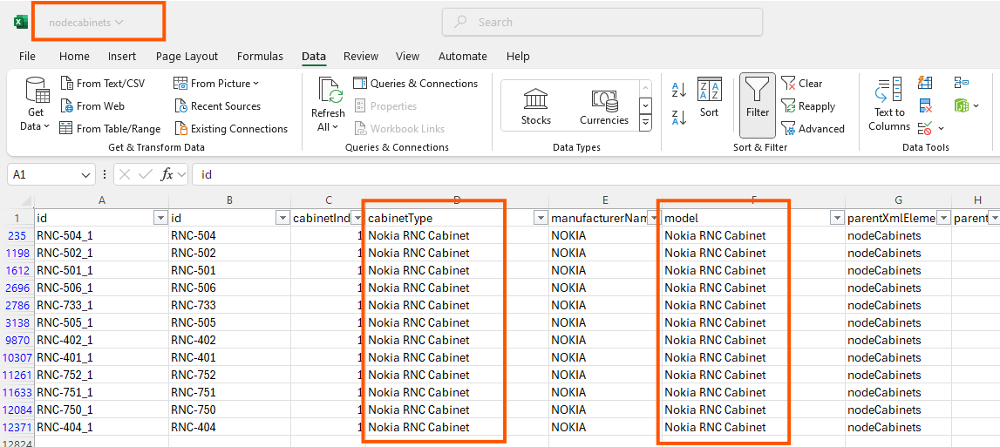 nodecabinets
Search
File Home Insert Page Layout Formulas Data Review View Automate Help
From Text/CSV From Picture Queries & Connections Clear
From Web Recent Sources Properties Reapply
Get Data From Table/Range Existing Connections Refresh All Workbook Links Stocks Currencies Sort Filter Advanced Text to Columns
Get & Transform Data Queries & Connections Data Types Sort & Filter Data Tools
A1 fx id
A B C D E F G H
1 id id cabinetInd cabinetType manufacturerNam model parentXmlEleme parent
235 RNC-504_1 RNC-504 1 Nokia RNC Cabinet NOKIA Nokia RNC Cabinet nodeCabinets
1198 RNC-502_1 RNC-502 1 Nokia RNC Cabinet NOKIA Nokia RNC Cabinet nodeCabinets
1612 RNC-501_1 RNC-501 1 Nokia RNC Cabinet NOKIA Nokia RNC Cabinet nodeCabinets
2696 RNC-506_1 RNC-506 1 Nokia RNC Cabinet NOKIA Nokia RNC Cabinet nodeCabinets
2786 RNC-733_1 RNC-733 1 Nokia RNC Cabinet NOKIA Nokia RNC Cabinet nodeCabinets
3138 RNC-505_1 RNC-505 1 Nokia RNC Cabinet NOKIA Nokia RNC Cabinet nodeCabinets
9870 RNC-402_1 RNC-402 1 Nokia RNC Cabinet NOKIA Nokia RNC Cabinet nodeCabinets
10307 RNC-401_1 RNC-401 1 Nokia RNC Cabinet NOKIA Nokia RNC Cabinet nodeCabinets
11261 RNC-752_1 RNC-752 1 Nokia RNC Cabinet NOKIA Nokia RNC Cabinet nodeCabinets
11633 RNC-751_1 RNC-751 1 Nokia RNC Cabinet NOKIA Nokia RNC Cabinet nodeCabinets
12084 RNC-750_1 RNC-750 1 Nokia RNC Cabinet NOKIA Nokia RNC Cabinet nodeCabinets
12371 RNC-404_1 RNC-404 1 Nokia RNC Cabinet NOKIA Nokia RNC Cabinet nodeCabinets
12824